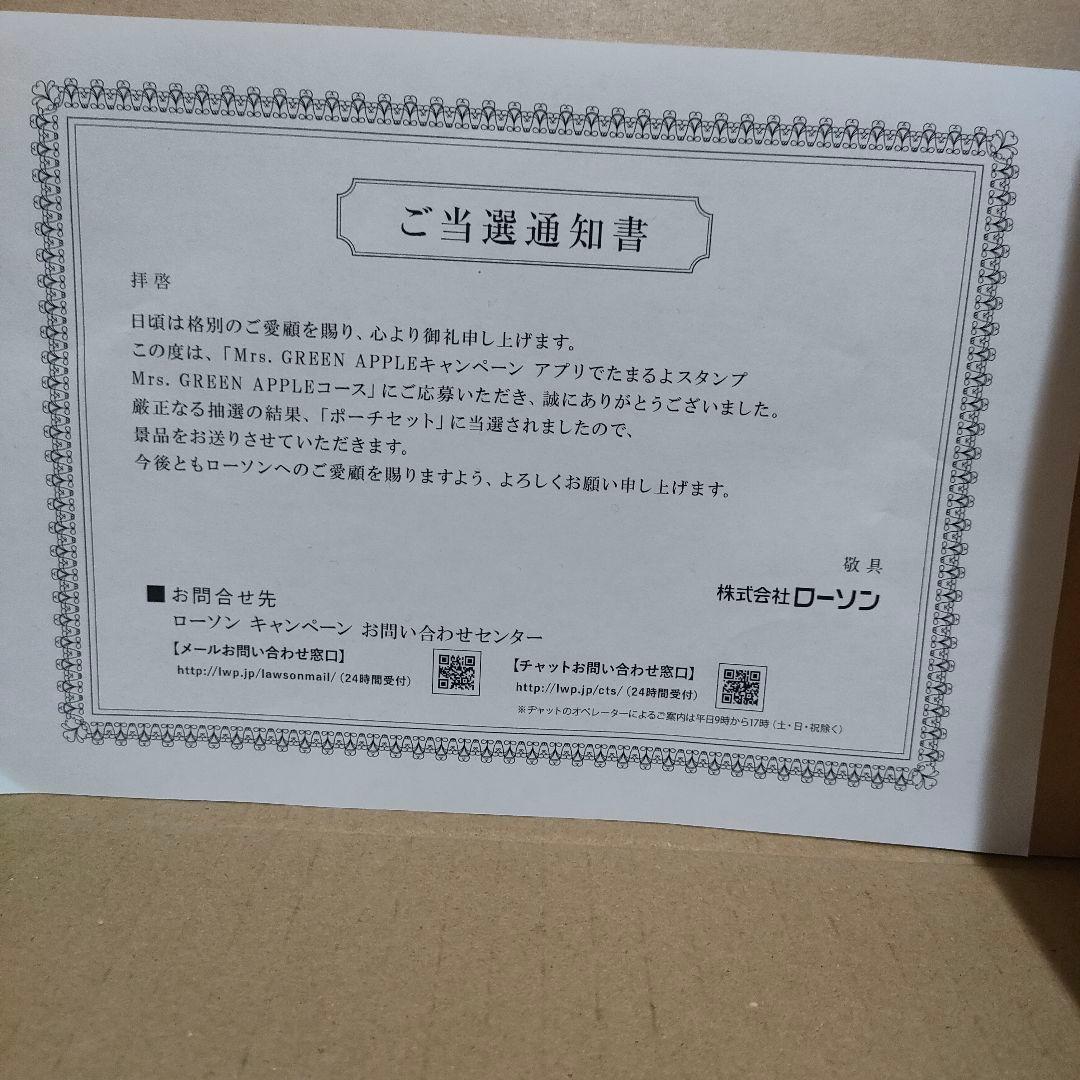 ご当選通知書
拝啓
日頃は格別のご愛顧を賜り、心より御礼申し上げます。
この度は、「Mrs. GREEN APPLEキャンペーン アプリでたまるよスタンプ
Mrs. GREEN APPLEコース」にご応募いただき、誠にありがとうございました。
厳正なる抽選の結果、「ポーチセット」に当選されましたので、
景品をお送りさせていただきます。
今後ともローソンへのご愛顧を賜りますよう、よろしくお願い申し上げます。
敬具
株式会社ローソン
■お問合せ先
ローソン キャンペーン お問い合わせセンター
【メールお問い合わせ窓口】
http://lwp.jp/lawsonmail/（24時間受付）
【チャットお問い合わせ窓口】
http://lwp.jp/cts/（24時間受付）
※チャットのオペレーターによるご案内は平日9時から17時（土・日・祝除く）